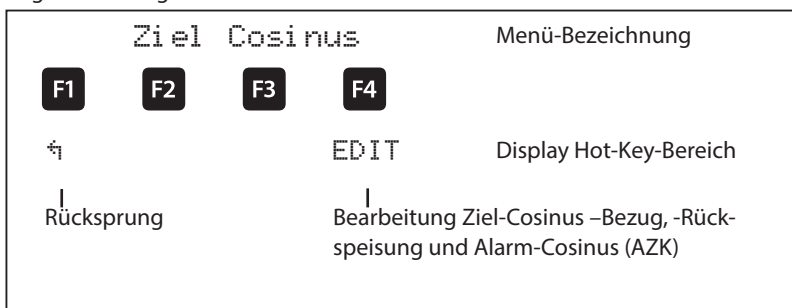 Ziel Cosinus Menü-Bezeichnung
F1 F2 F3 F4
EDIT Display Hot-Key-Bereich
Rücksprung Bearbeitung Ziel-Cosinus –Bezug, -Rück-
speisung und Alarm-Cosinus (AZK)